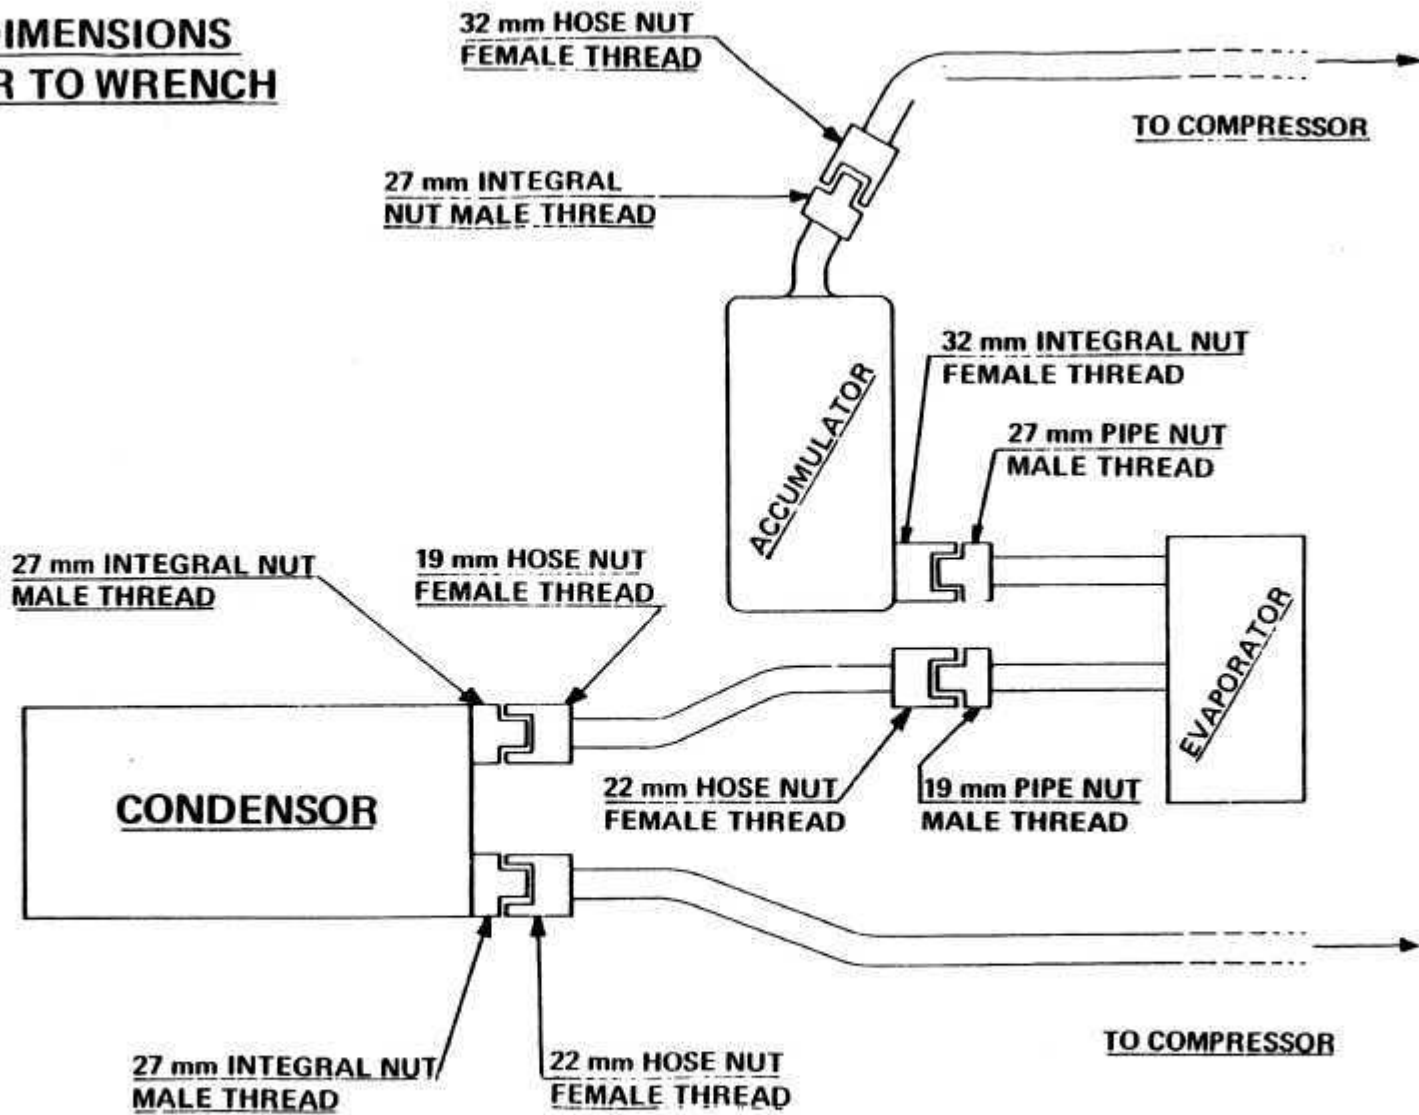 DIMENSIONS
R TO WRENCH
32 mm HOSE NUT
FEMALE THREAD
TO COMPRESSOR
27 mm INTEGRAL
NUT MALE THREAD
32 mm INTEGRAL NUT
FEMALE THREAD
27 mm PIPE NUT
MALE THREAD
ACCUMULATOR
27 mm INTEGRAL NUT
MALE THREAD
19 mm HOSE NUT
FEMALE THREAD
EVAPORATOR
CONDENSOR
22 mm HOSE NUT
FEMALE THREAD
19 mm PIPE NUT
MALE THREAD
TO COMPRESSOR
27 mm INTEGRAL NUT
MALE THREAD
22 mm HOSE NUT
FEMALE THREAD